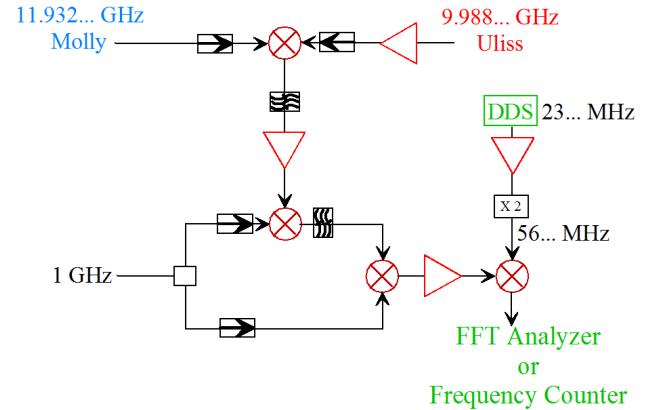 11.932... GHz
Molly
9.988... GHz
Uliss
DDS 23... MHz
X 2
56... MHz
1 GHz
FFT Analyzer
or
Frequency Counter